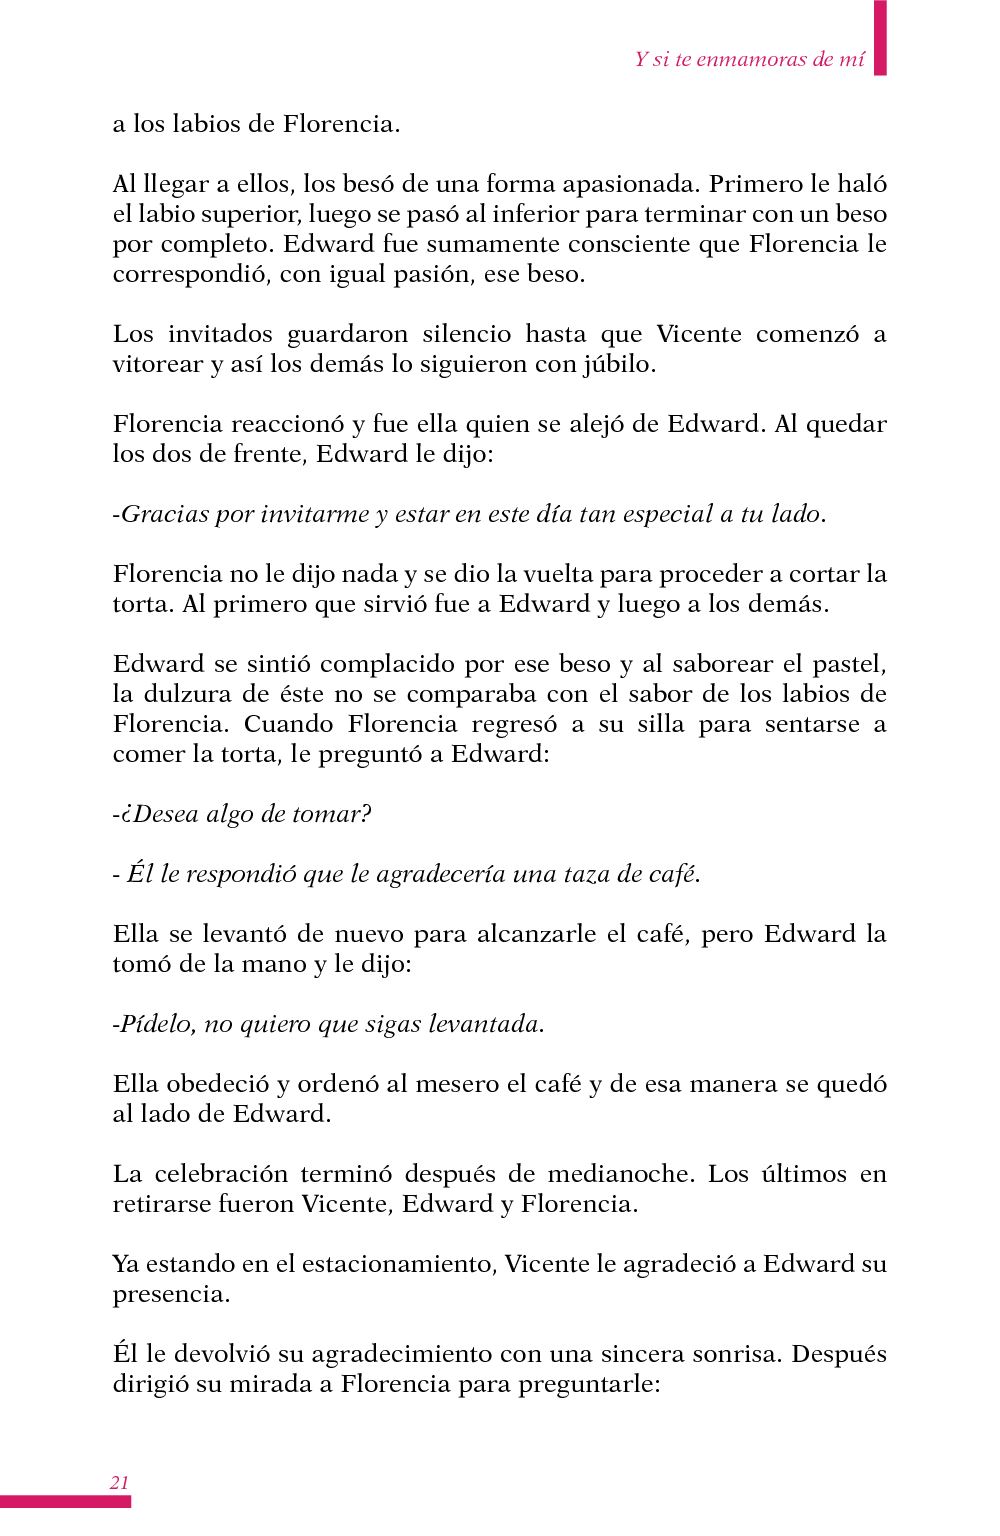 Y si te enmamoras de mí
a los labios de Florencia.
Al llegar a ellos, los besó de una forma apasionada. Primero le haló
el labio superior, luego se pasó al inferior para terminar con un beso
por completo. Edward fue sumamente consciente que Florencia le
correspondió, con igual pasión, ese beso.
Los invitados guardaron silencio hasta que Vicente comenzó a
vitorear y así los demás lo siguieron con júbilo.
Florencia reaccionó y fue ella quien se alejó de Edward. Al quedar
los dos de frente, Edward le dijo:
-Gracias por invitarme y estar en este día tan especial a tu lado.
Florencia no le dijo nada y se dio la vuelta para proceder a cortar la
torta. Al primero que sirvió fue a Edward y luego a los demás.
Edward se sintió complacido por ese beso y al saborear el pastel,
la dulzura de éste no se comparaba con el sabor de los labios de
Florencia. Cuando Florencia regresó a su silla para sentarse a
comer la torta, le preguntó a Edward:
-¿Desea algo de tomar?
- Él le respondió que le agradecería una taza de café.
Ella se levantó de nuevo para alcanzarle el café, pero Edward la
tomó de la mano y le dijo:
-Pídelo, no quiero que sigas levantada.
Ella obedeció y ordenó al mesero el café y de esa manera se quedó
al lado de Edward.
La celebración terminó después de medianoche. Los últimos en
retirarse fueron Vicente, Edward y Florencia.
Ya estando en el estacionamiento, Vicente le agradeció a Edward su
presencia.
Él le devolvió su agradecimiento con una sincera sonrisa. Después
dirigió su mirada a Florencia para preguntarle:
21